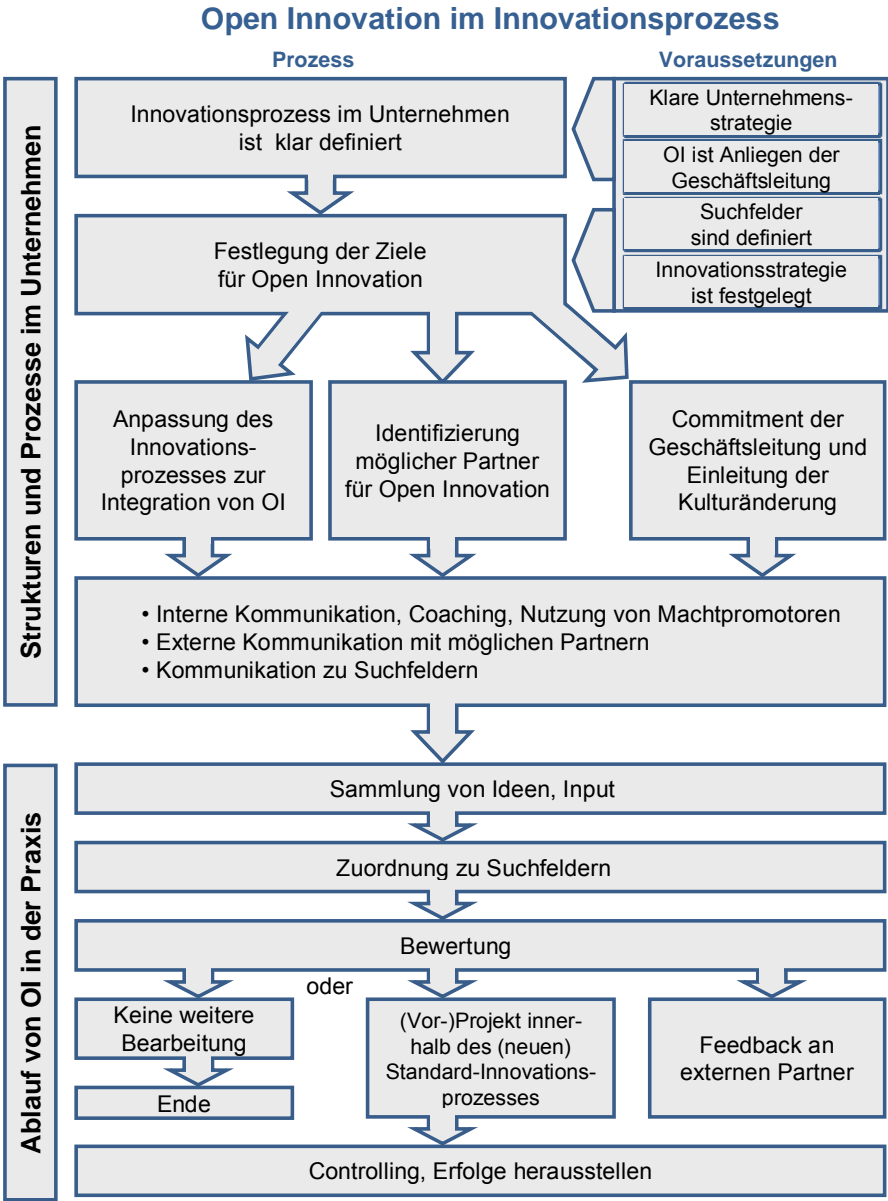 Open Innovation im Innovationsprozess
Prozess
Voraussetzungen
Strukturen und Prozesse im Unternehmen
Innovationsprozess im Unternehmen
ist klar definiert
Klare Unternehmens-
strategie
OI ist Anliegen der
Geschäftsleitung
Suchfelder
sind definiert
Innovationsstrategie
ist festgelegt
Festlegung der Ziele
für Open Innovation
Anpassung des
Innovations-
prozesses zur
Integration von OI
Identifizierung
möglicher Partner
für Open Innovation
Commitment der
Geschäftsleitung und
Einleitung der
Kulturänderung
• Interne Kommunikation, Coaching, Nutzung von Machtpromotoren
• Externe Kommunikation mit möglichen Partnern
• Kommunikation zu Suchfeldern
Ablauf von OI in der Praxis
Sammlung von Ideen, Input
Zuordnung zu Suchfeldern
Bewertung
oder
Keine weitere
Bearbeitung
Ende
(Vor-)Projekt inner-
halb des (neuen)
Standard-Innovations-
prozesses
Feedback an
externen Partner
Controlling, Erfolge herausstellen